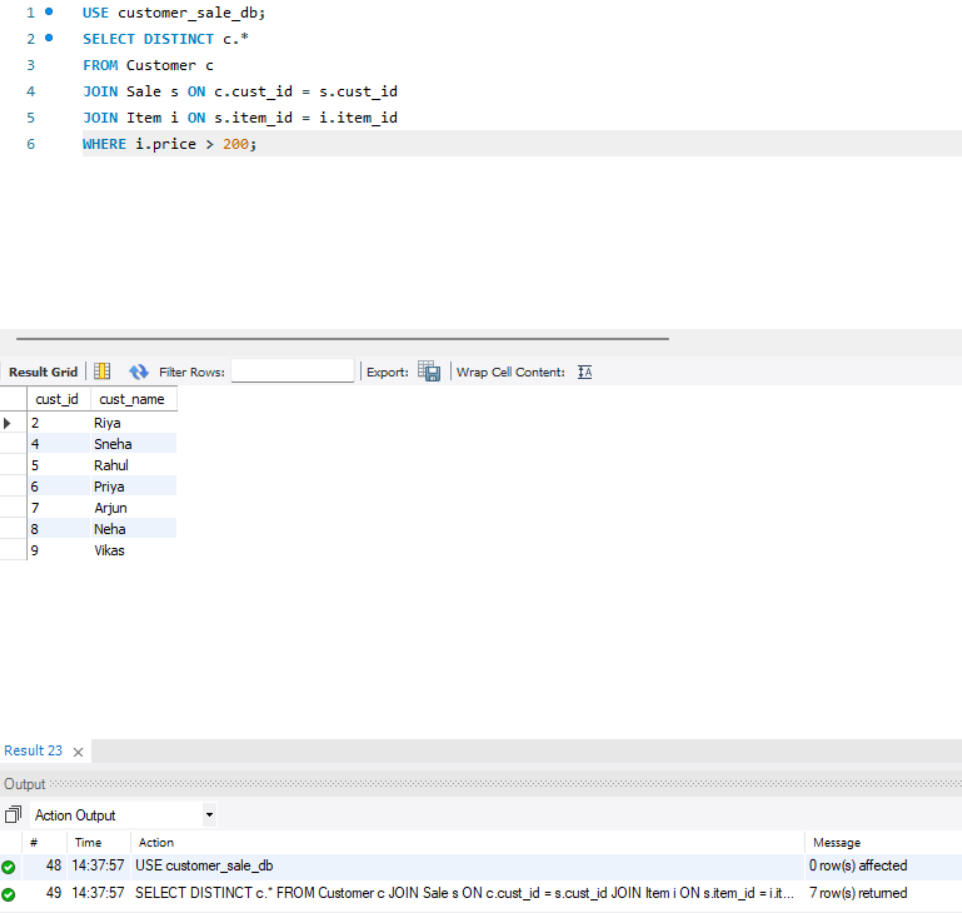 1 USE customer_sale_db;
2 SELECT DISTINCT c.*
3 FROM Customer c
4 JOIN Sale s ON c.cust_id = s.cust_id
5 JOIN Item i ON s.item_id = i.item_id
6 WHERE i.price > 200;
Result Grid Filter Rows: Export: Wrap Cell Content: IA
cust_id cust_name
2 Riya
4 Sneha
5 Rahul
6 Priya
7 Arjun
8 Neha
9 Vikas
Result 23 ×
Output
Action Output
# Time Action Message
48 14:37:57 USE customer_sale_db 0 row(s) affected
49 14:37:57 SELECT DISTINCT c.* FROM Customer c JOIN Sale s ON c.cust_id = s.cust_id JOIN Item i ON s.item_id = i.it... 7 row(s) returned